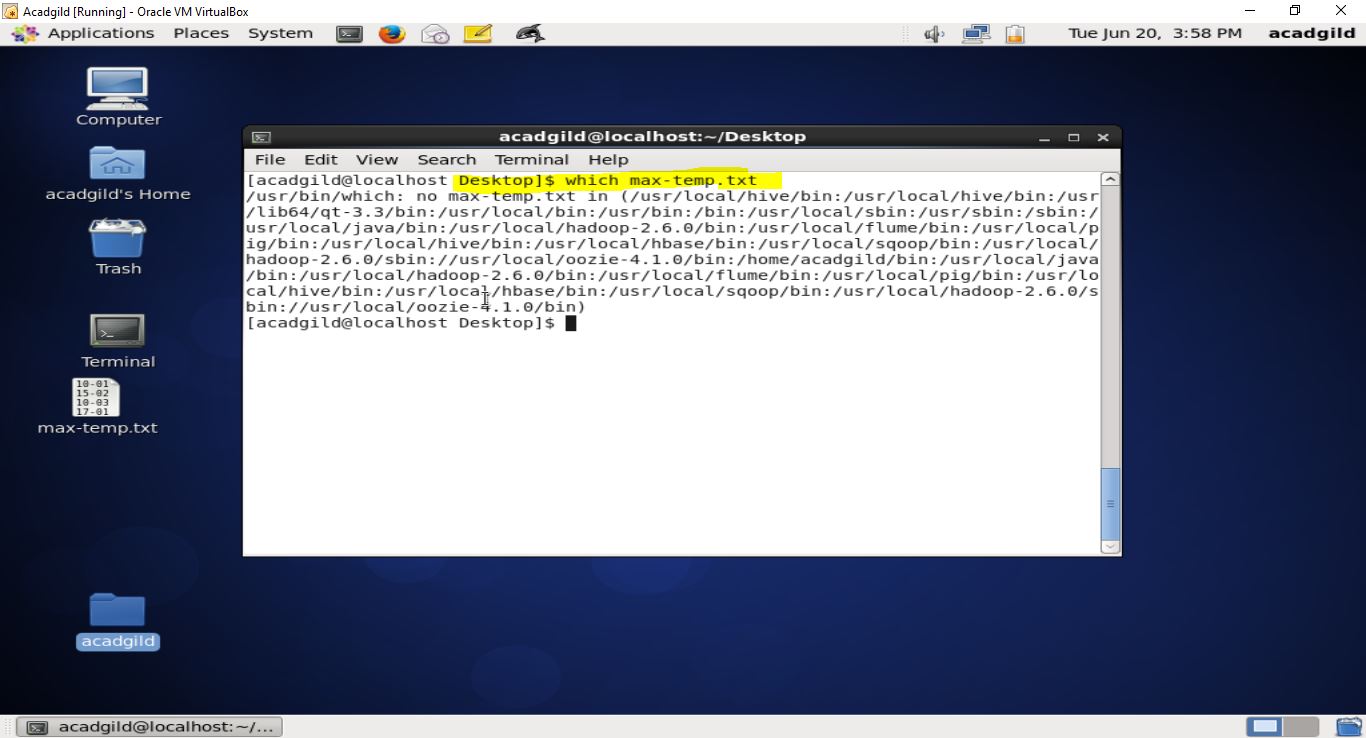 Acadgild [Running] - Oracle VM VirtualBox
Applications Places System
Tue Jun 20, 3:58 PM acadgild
Computer
acadgild's Home
Trash
Terminal
10-01
15-02
10-03
17-01
max-temp.txt
acadgild
acadgild@localhost:~/Desktop
File Edit View Search Terminal Help
[acadgild@localhost Desktop]$ which max-temp.txt
/usr/bin/which: no max-temp.txt in (/usr/local/hive/bin:/usr/local/hive/bin:/usr
/lib64/qt-3.3/bin:/usr/local/bin:/usr/bin:/bin:/usr/local/sbin:/usr/sbin:/sbin:/
usr/local/java/bin:/usr/local/hadoop-2.6.0/bin:/usr/local/flume/bin:/usr/local/p
ig/bin:/usr/local/hive/bin:/usr/local/hbase/bin:/usr/local/sqoop/bin:/usr/local/
hadoop-2.6.0/sbin://usr/local/oozie-4.1.0/bin:/home/acadgild/bin:/usr/local/java
/bin:/usr/local/hadoop-2.6.0/bin:/usr/local/flume/bin:/usr/local/pig/bin:/usr/lo
cal/hive/bin:/usr/local/hbase/bin:/usr/local/sqoop/bin:/usr/local/hadoop-2.6.0/s
bin://usr/local/oozie-4.1.0/bin)
[acadgild@localhost Desktop]$
acadgild@localhost:~/...